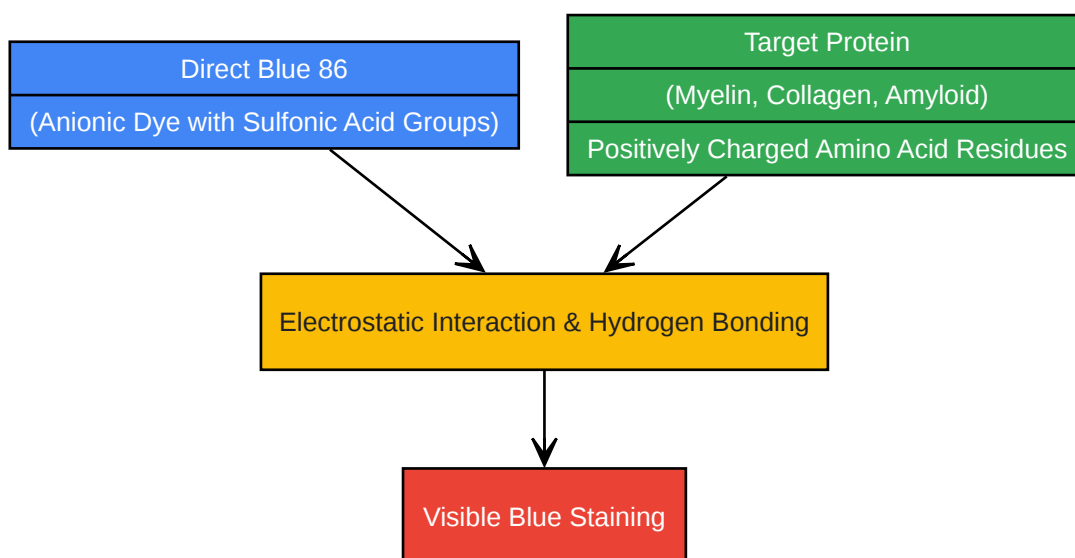 Direct Blue 86
(Anionic Dye with Sulfonic Acid Groups)
Target Protein
(Myelin, Collagen, Amyloid)
Positively Charged Amino Acid Residues
Electrostatic Interaction & Hydrogen Bonding
Visible Blue Staining